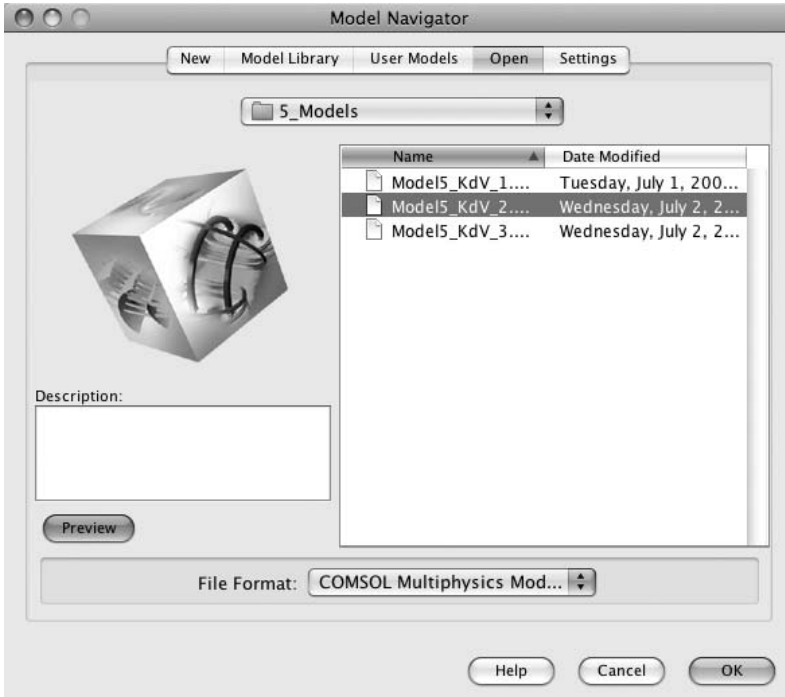 Model Navigator
New Model Library User Models Open Settings
5_Models
Name Date Modified
Model5_KdV_1.... Tuesday, July 1, 200...
Model5_KdV_2.... Wednesday, July 2, 2...
Model5_KdV_3.... Wednesday, July 2, 2...
Description:
Preview
File Format: COMSOL Multiphysics Mod...
Help Cancel OK